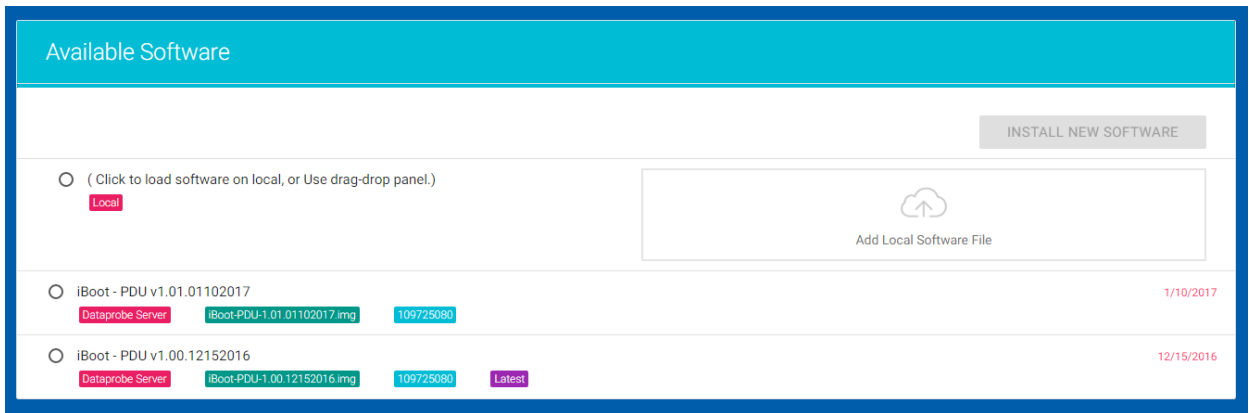 Available Software
INSTALL NEW SOFTWARE
( Click to load software on local, or Use drag-drop panel.)
Local
Add Local Software File
iBoot - PDU v1.01.01102017
1/10/2017
Dataprobe Server iBoot-PDU-1.01.01102017.img 109725080
iBoot - PDU v1.00.12152016
12/15/2016
Dataprobe Server iBoot-PDU-1.00.12152016.img 109725080 Latest